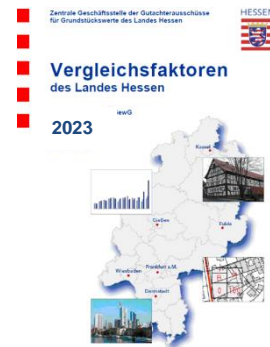 Zentrale Geschäftsstelle der Gutachterausschüsse
für Grundstückswerte des Landes Hessen
HESSEN
Vergleichsfaktoren
des Landes Hessen
iewG
2023
Kassel
Gießen
Fulda
Wiesbaden
Frankfurt a.M.
Darmstadt